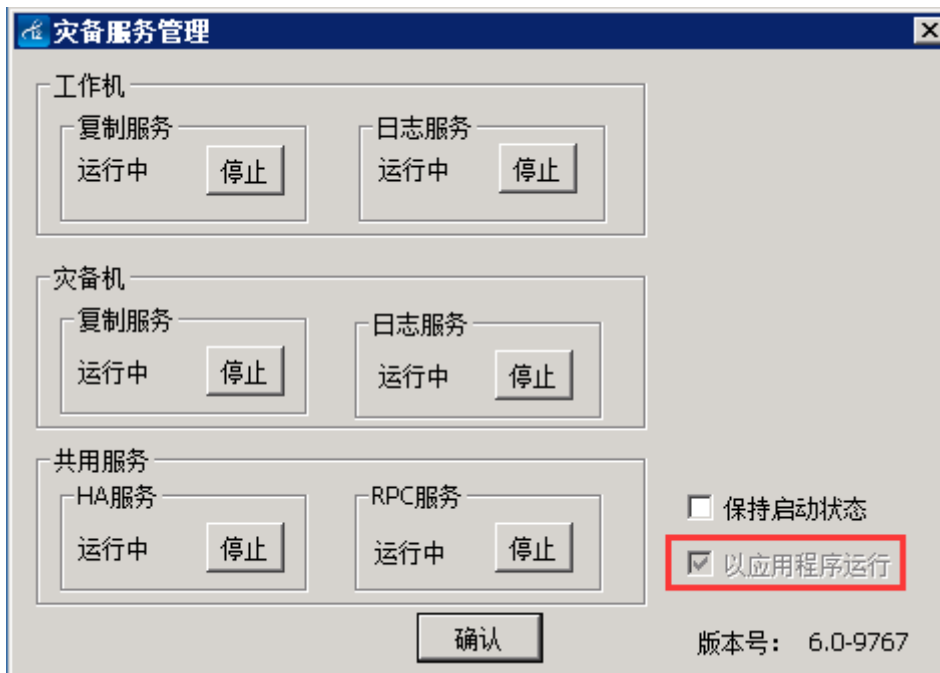 灾备服务管理
工作机
复制服务 日志服务
运行中 停止 运行中 停止
灾备机
复制服务 日志服务
运行中 停止 运行中 停止
共用服务
HA服务 RPC服务
保持启动状态
运行中 停止 运行中 停止
以应用程序运行
确认
版本号： 6.0-9767